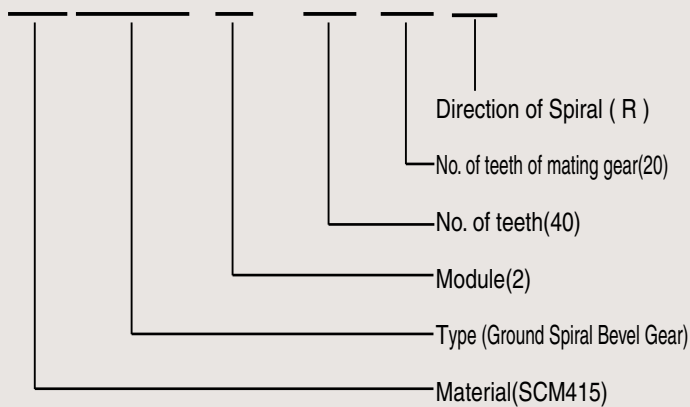 Direction of Spiral ( R )
No. of teeth of mating gear(20)
No. of teeth(40)
Module(2)
Type (Ground Spiral Bevel Gear)
Material(SCM415)